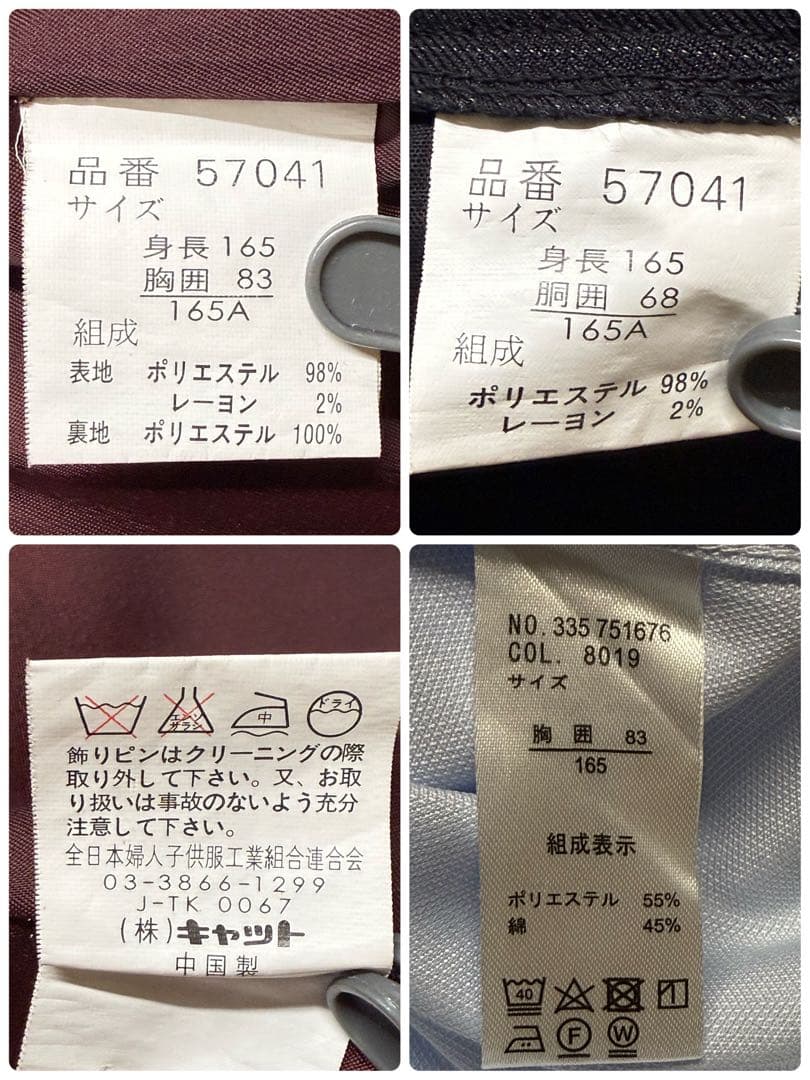 品番 57041
サイズ
身長 165
胸囲 83
165A
組成
表地 ポリエステル 98%
レーヨン 2%
裏地 ポリエステル 100%
品番 57041
サイズ
身長 165
胴囲 68
165A
組成
ポリエステル 98%
レーヨン 2%
エンソサラシ 中 ドライ
飾りピンはクリーニングの際
取り外して下さい。又、お取
り扱いは事故のないよう充分
注意して下さい。
全日本婦人子供服工業組合連合会
03-3866-1299
J-TK 0067
(株)キャット
中国製
NO. 335 751676
COL. 8019
サイズ
胸囲 83
165
組成表示
ポリエステル 55%
綿 45%
40 1
F W